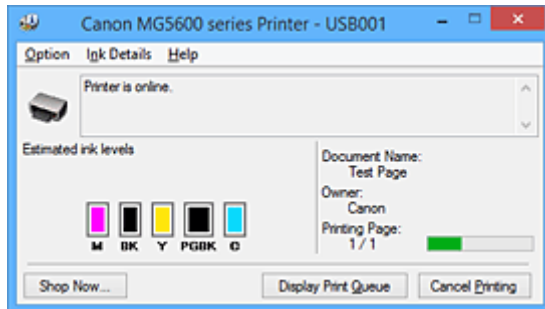 Canon MG5600 series Printer - USB001
Option Ink Details Help
Printer is online.
Estimated ink levels
M BK Y PGBK C
Document Name:
Test Page
Owner:
Canon
Printing Page:
1 / 1
Shop Now... Display Print Queue Cancel Printing